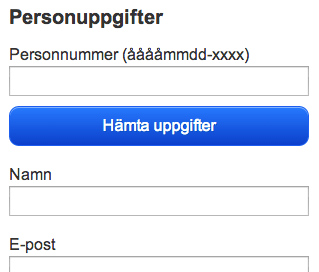 Personuppgifter
Personnummer (ååååmmdd-xxxx)
Hämta uppgifter
Namn
E-post